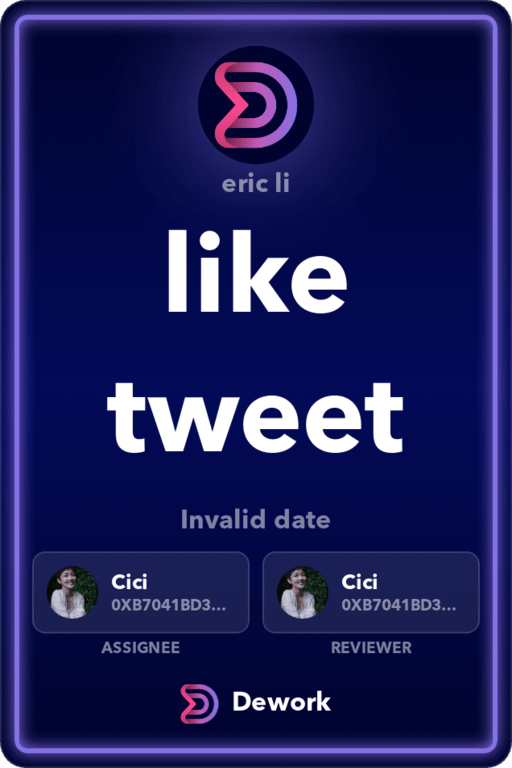 eric li
like
tweet
Invalid date
Cici
0XB7041BD3...
ASSIGNEE
Cici
0XB7041BD3...
REVIEWER
Dework